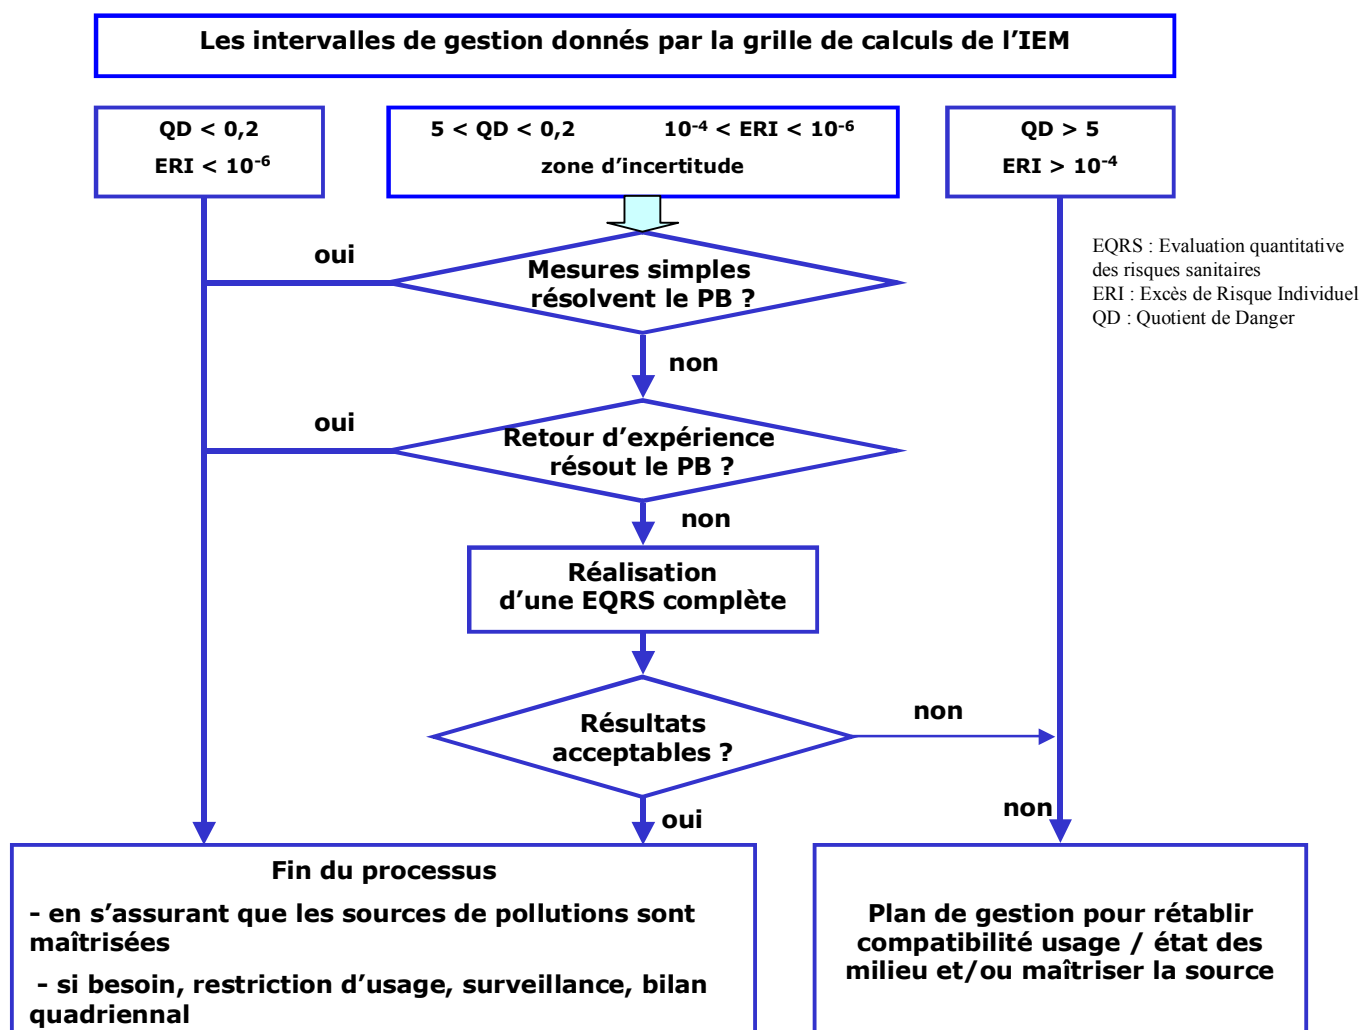 Les intervalles de gestion donnés par la grille de calculs de l’IEM
QD < 0,2
ERI < 10⁻⁶
5 < QD < 0,2 10⁻⁴ < ERI < 10⁻⁶
zone d’incertitude
QD > 5
ERI > 10⁻⁴
EQRS : Evaluation quantitative
des risques sanitaires
ERI : Excès de Risque Individuel
QD : Quotient de Danger
oui
Mesures simples
résolvent le PB ?
non
oui
Retour d’expérience
résout le PB ?
non
Réalisation
d’une EQRS complète
Résultats
acceptables ?
non
oui
non
Fin du processus
- en s’assurant que les sources de pollutions sont
maîtrisées
- si besoin, restriction d’usage, surveillance, bilan
quadriennal
Plan de gestion pour rétablir
compatibilité usage / état des
milieu et/ou maîtriser la source